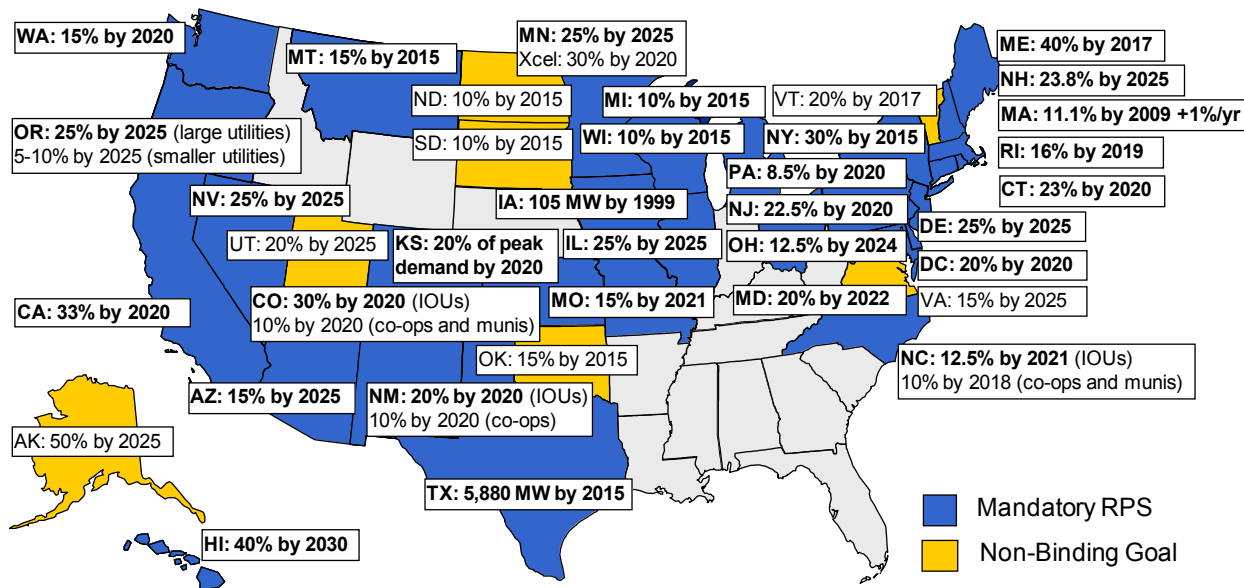 WA: 15% by 2020
MT: 15% by 2015
MN: 25% by 2025
Xcel: 30% by 2020
ME: 40% by 2017
NH: 23.8% by 2025
ND: 10% by 2015
MI: 10% by 2015
VT: 20% by 2017
MA: 11.1% by 2009 +1%/yr
OR: 25% by 2025 (large utilities)
5-10% by 2025 (smaller utilities)
SD: 10% by 2015
WI: 10% by 2015
NY: 30% by 2015
RI: 16% by 2019
PA: 8.5% by 2020
CT: 23% by 2020
NV: 25% by 2025
IA: 105 MW by 1999
NJ: 22.5% by 2020
DE: 25% by 2025
UT: 20% by 2025
KS: 20% of peak
demand by 2020
IL: 25% by 2025
OH: 12.5% by 2024
DC: 20% by 2020
CA: 33% by 2020
CO: 30% by 2020 (IOUs)
10% by 2020 (co-ops and munis)
MO: 15% by 2021
MD: 20% by 2022
VA: 15% by 2025
OK: 15% by 2015
NC: 12.5% by 2021 (IOUs)
10% by 2018 (co-ops and munis)
AZ: 15% by 2025
NM: 20% by 2020 (IOUs)
10% by 2020 (co-ops)
AK: 50% by 2025
TX: 5,880 MW by 2015
Mandatory RPS
HI: 40% by 2030
Non-Binding Goal